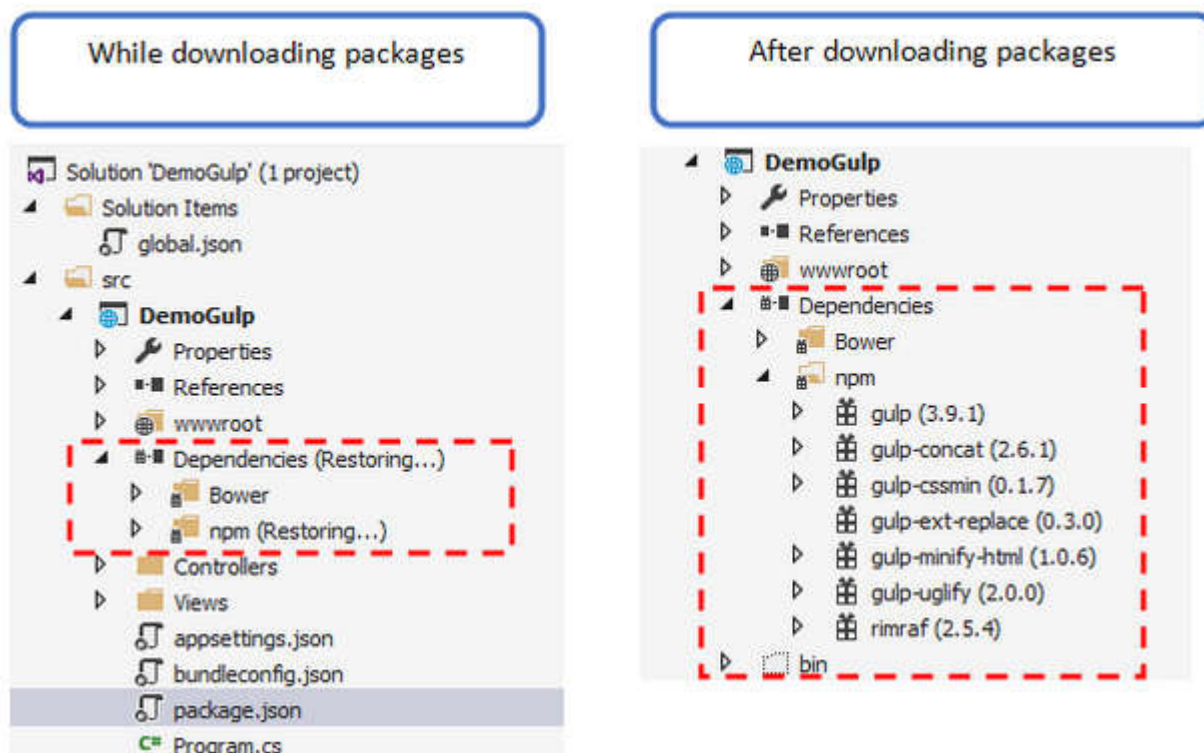 While downloading packages
Solution 'DemoGulp' (1 project)
Solution Items
global.json
src
DemoGulp
Properties
References
wwwroot
Dependencies (Restoring...)
Bower
npm (Restoring...)
Controllers
Views
appsettings.json
bundleconfig.json
package.json
C# Program.cs
After downloading packages
DemoGulp
Properties
References
wwwroot
Dependencies
Bower
npm
gulp (3.9.1)
gulp-concat (2.6.1)
gulp-cssmin (0.1.7)
gulp-ext-replace (0.3.0)
gulp-minify-html (1.0.6)
gulp-uglify (2.0.0)
rimraf (2.5.4)
bin